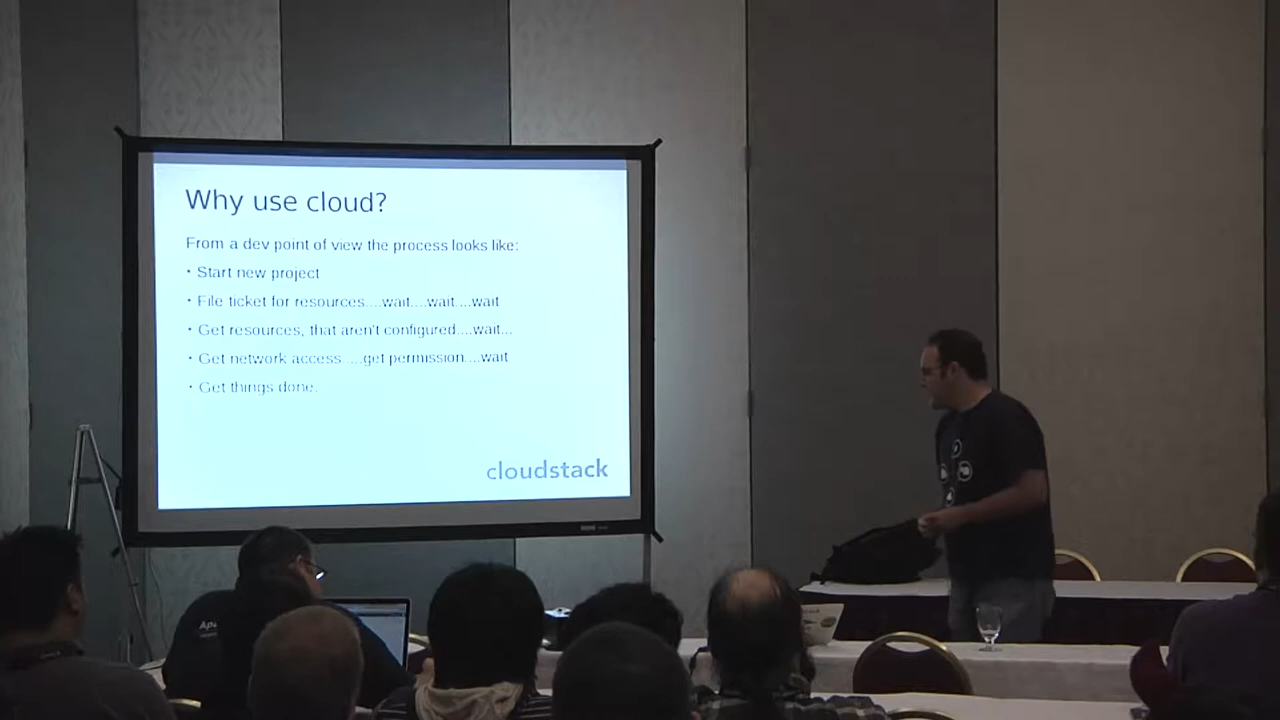 Why use cloud?
From a dev point of view the process looks like:
• Start new project
• File ticket for resources....wait....wait....wait
• Get resources, that aren't configured....wait...
• Get network access.....get permission....wait
• Get things done.
cloudstack